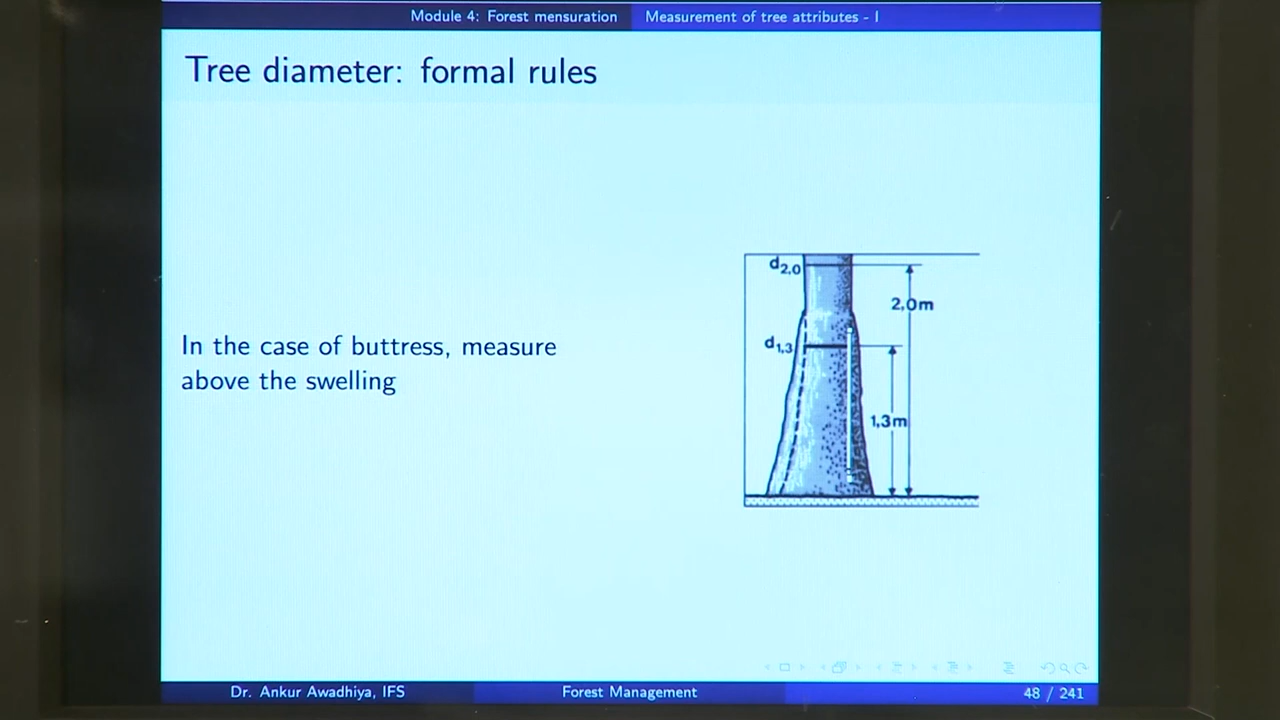 Module 4: Forest mensuration Measurement of tree attributes - I
Tree diameter: formal rules
In the case of buttress, measure
above the swelling
d2,0
2,0m
d1,3
1,3m
Dr. Ankur Awadhiya, IFS Forest Management 48 / 241